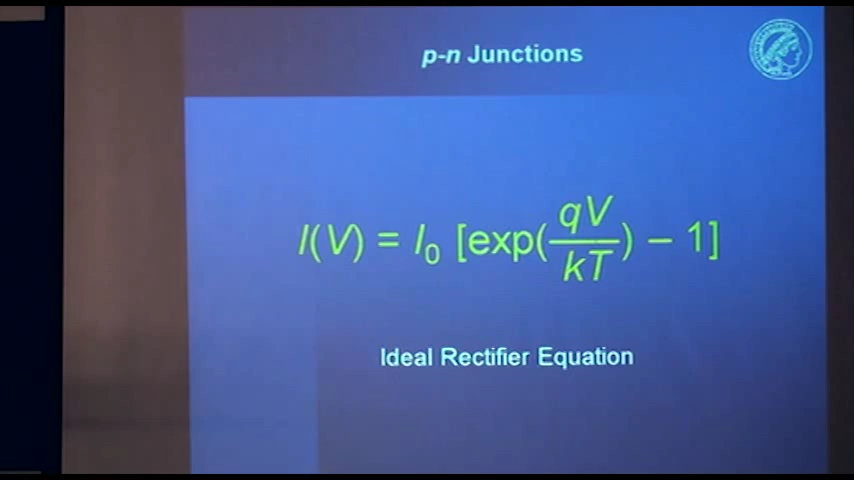 p-n Junctions
I(V) = I₀ [exp(qV/kT) − 1]
Ideal Rectifier Equation